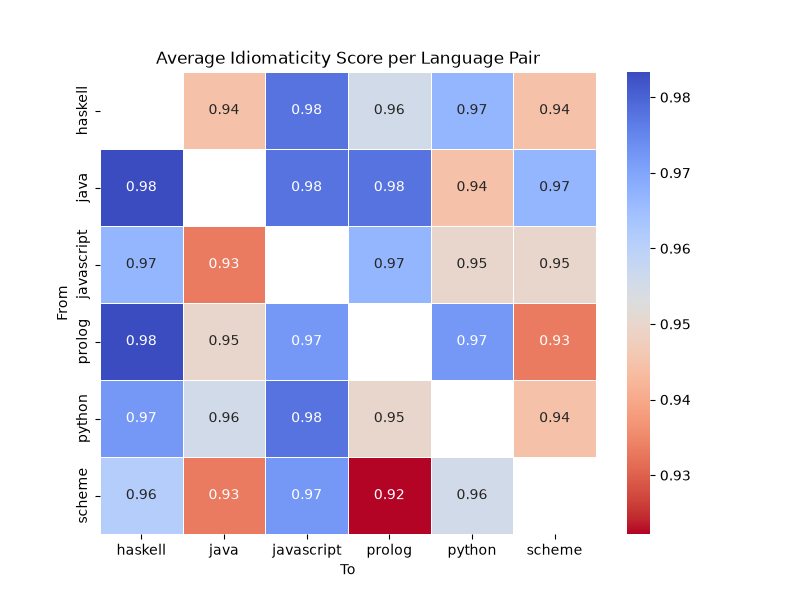 Average Idiomaticity Score per Language Pair
haskell 0.94 0.98 0.96 0.97 0.94
java 0.98 0.98 0.98 0.94 0.97
javascript 0.97 0.93 0.97 0.95 0.95
prolog 0.98 0.95 0.97 0.97 0.93
python 0.97 0.96 0.98 0.95 0.94
scheme 0.96 0.93 0.97 0.92 0.96
From
haskell java javascript prolog python scheme
To
0.98
0.97
0.96
0.95
0.94
0.93